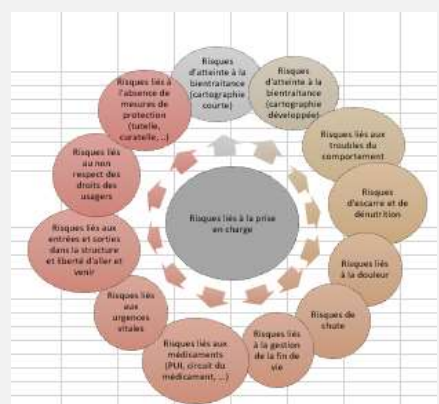 Risques
d'atteinte à la
bientraitance
(cartographie
courte)
Risques
d'atteinte à la
bientraitance
(cartographie
développée)
Risques liés aux
troubles du
comportement
Risques
d'escarre et de
dénutrition
Risques liés
à la douleur
Risques de
chute
Risques liés
à la gestion
de la fin de
vie
Risques liés aux
médicaments
(PUI, circuit du
médicament, ...)
Risques liés
aux
urgences
vitales
Risques liés aux
entrées et sorties
dans la structure
et liberté d'aller et
venir
Risques liés
au non
respect des
droits des
usagers
Risques liés à
l'absence de
mesures de
protection
(tutelle,
curatelle, ...)
Risques liés à la prise
en charge